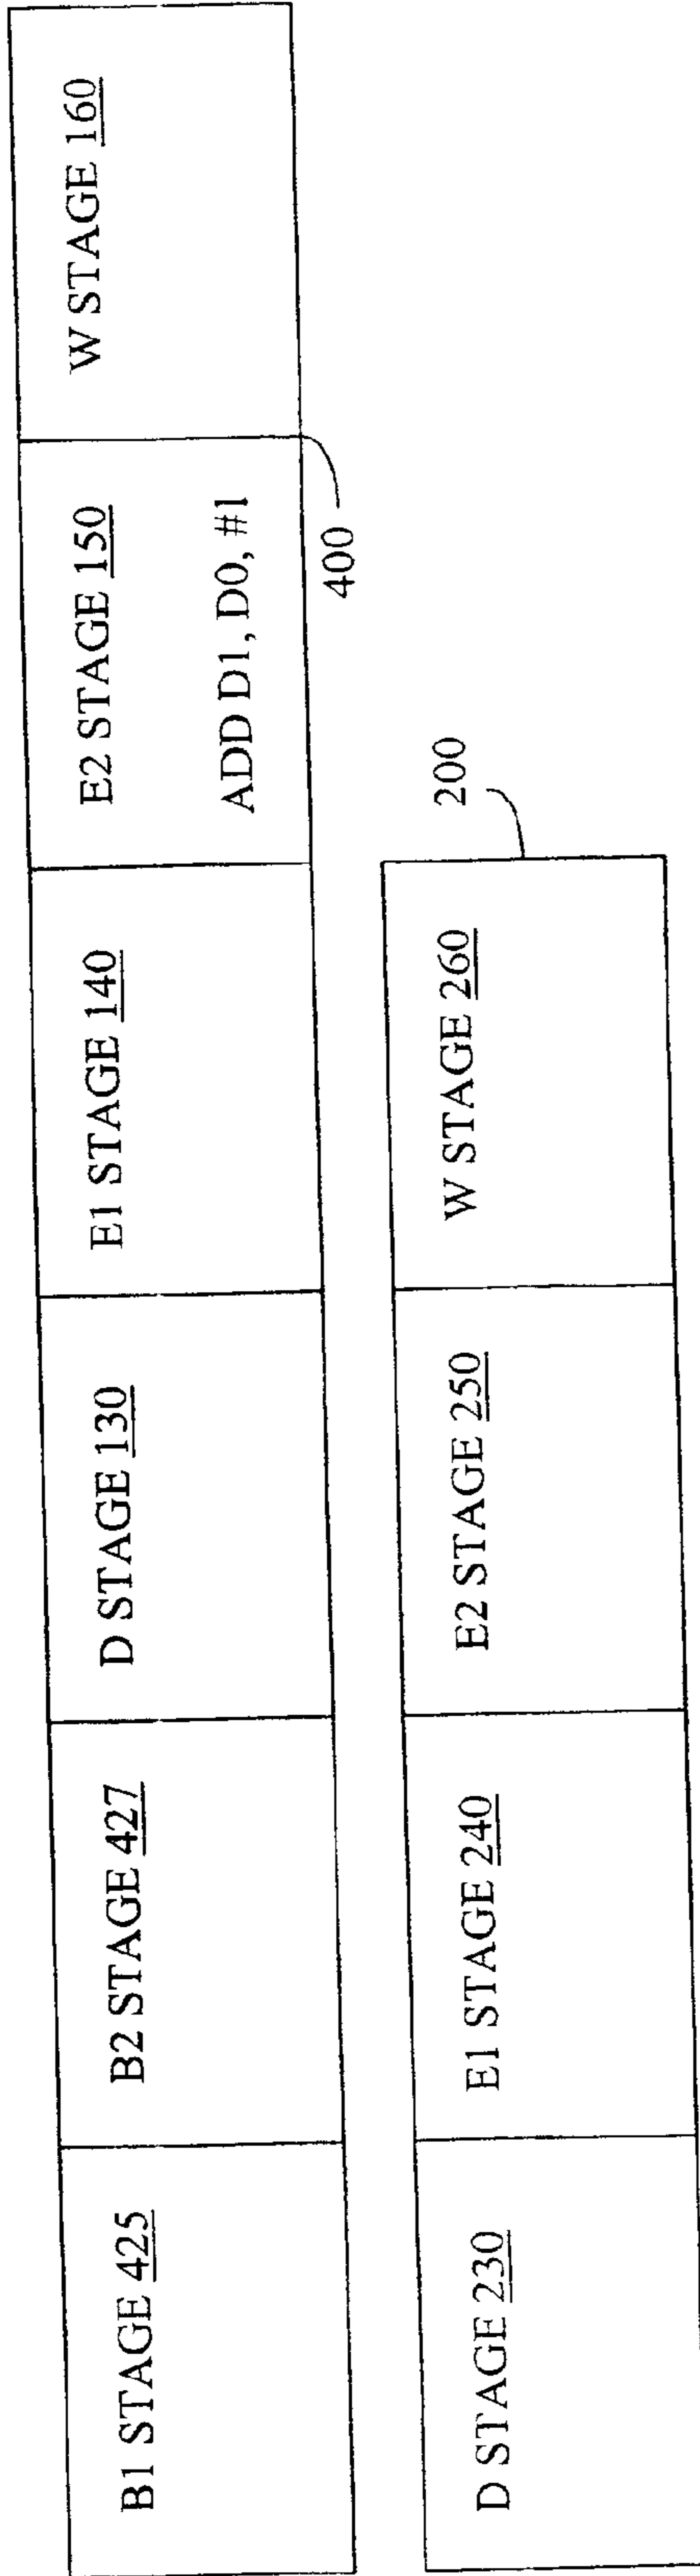 B1 STAGE 425
B2 STAGE 427
D STAGE 130
E1 STAGE 140
E2 STAGE 150
ADD D1, D0, #1
W STAGE 160
400
D STAGE 230
E1 STAGE 240
E2 STAGE 250
W STAGE 260
200